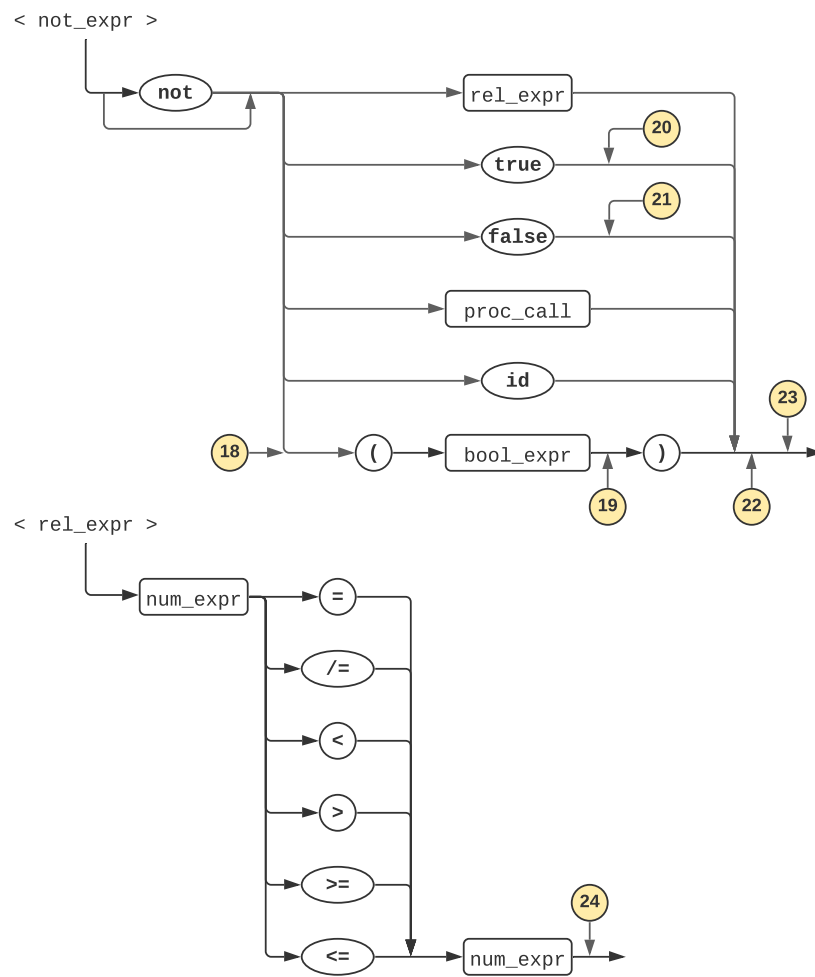 < not_expr >
not
rel_expr
20
true
21
false
proc_call
id
23
18
(
bool_expr
)
19
22
< rel_expr >
num_expr
=
/=
<
>
>=
24
<=
num_expr